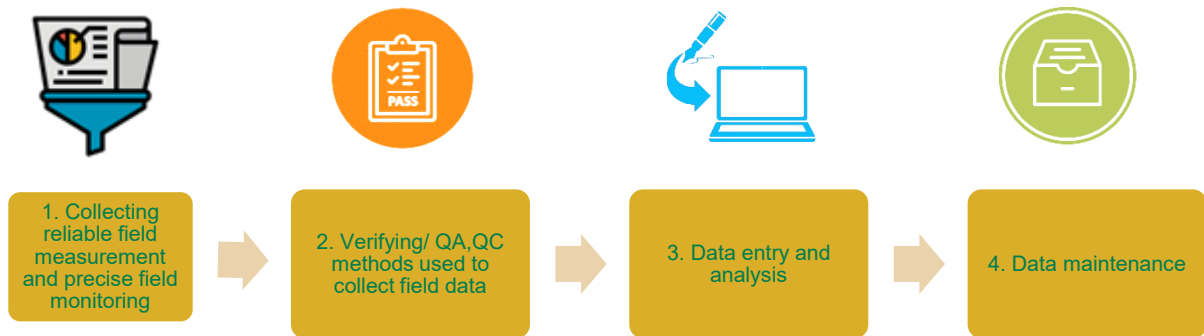 PASS
1. Collecting
reliable field
measurement
and precise field
monitoring
2. Verifying/ QA,QC
methods used to
collect field data
3. Data entry and
analysis
4. Data maintenance